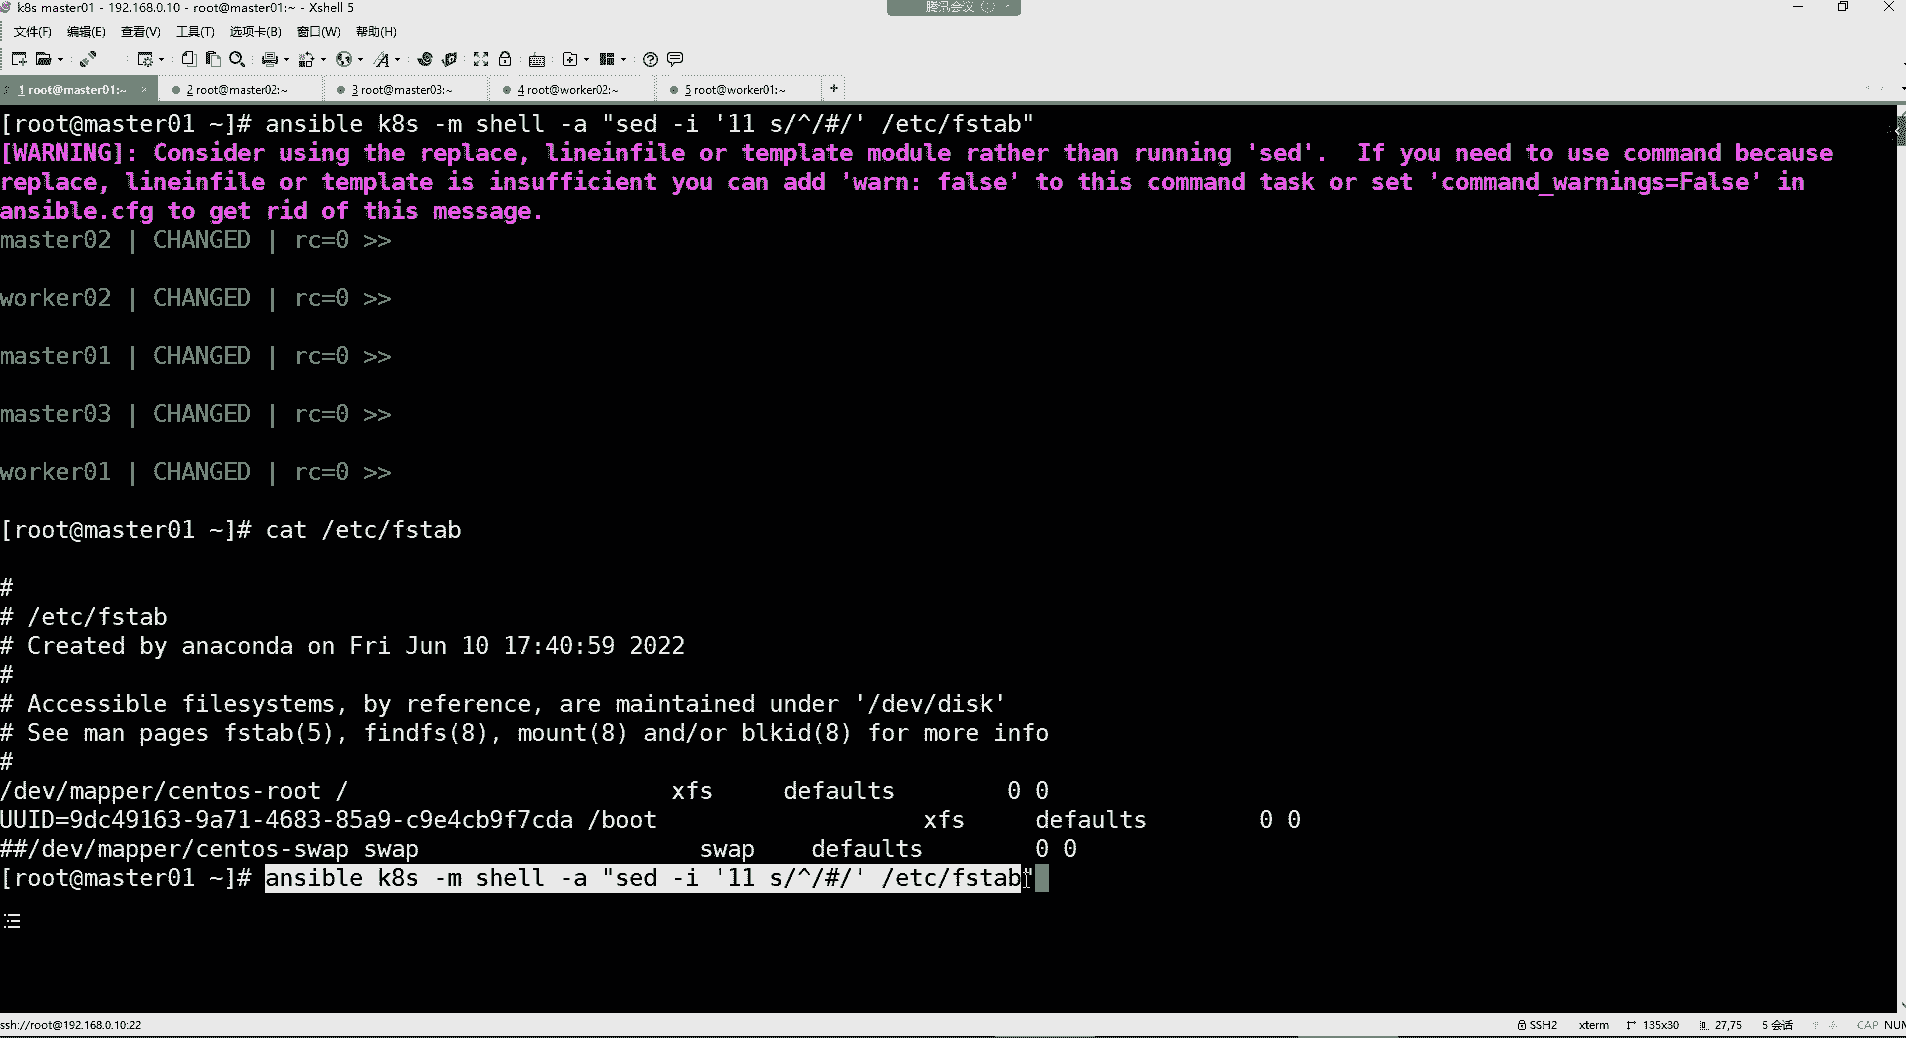 k8s master01 - 192.168.0.10 - root@master01:~ - Xshell 5
腾讯会议
文件(F) 编辑(E) 查看(V) 工具(T) 选项卡(B) 窗口(W) 帮助(H)
1 root@master01:~ × 2 root@master02:~ 3 root@master03:~ 4 root@worker02:~ 5 root@worker01:~ +
[root@master01 ~]# ansible k8s -m shell -a "sed -i '11 s/^/#/' /etc/fstab"
[WARNING]: Consider using the replace, lineinfile or template module rather than running 'sed'.  If you need to use command because
replace, lineinfile or template is insufficient you can add 'warn: false' to this command task or set 'command_warnings=False' in
ansible.cfg to get rid of this message.
master02 | CHANGED | rc=0 >>
worker02 | CHANGED | rc=0 >>
master01 | CHANGED | rc=0 >>
master03 | CHANGED | rc=0 >>
worker01 | CHANGED | rc=0 >>
[root@master01 ~]# cat /etc/fstab
#
# /etc/fstab
# Created by anaconda on Fri Jun 10 17:40:59 2022
#
# Accessible filesystems, by reference, are maintained under '/dev/disk'
# See man pages fstab(5), findfs(8), mount(8) and/or blkid(8) for more info
#
/dev/mapper/centos-root / xfs defaults 0 0
UUID=9dc49163-9a71-4683-85a9-c9e4cb9f7cda /boot xfs defaults 0 0
##/dev/mapper/centos-swap swap swap defaults 0 0
[root@master01 ~]# ansible k8s -m shell -a "sed -i '11 s/^/#/' /etc/fstab"
ssh://root@192.168.0.10:22 SSH2 xterm 135x30 27,75 5 会话 CAP NUM